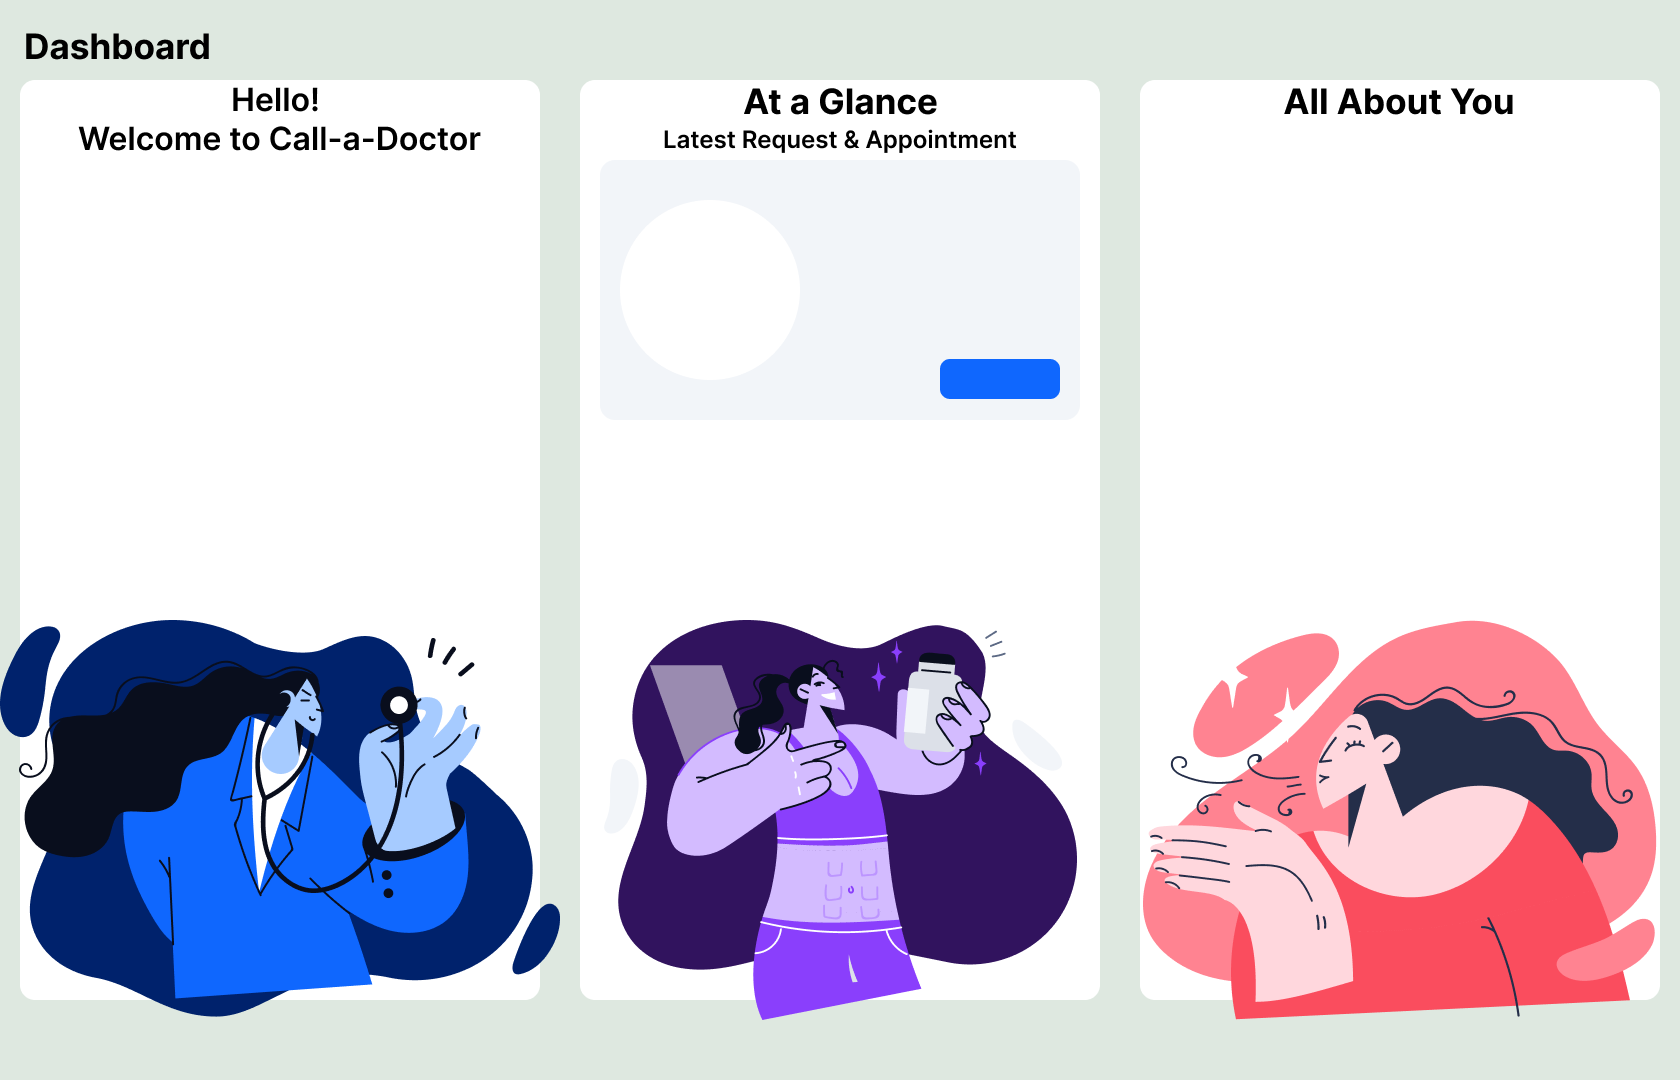 Dashboard
Hello!
Welcome to Call-a-Doctor
At a Glance
Latest Request & Appointment
All About You